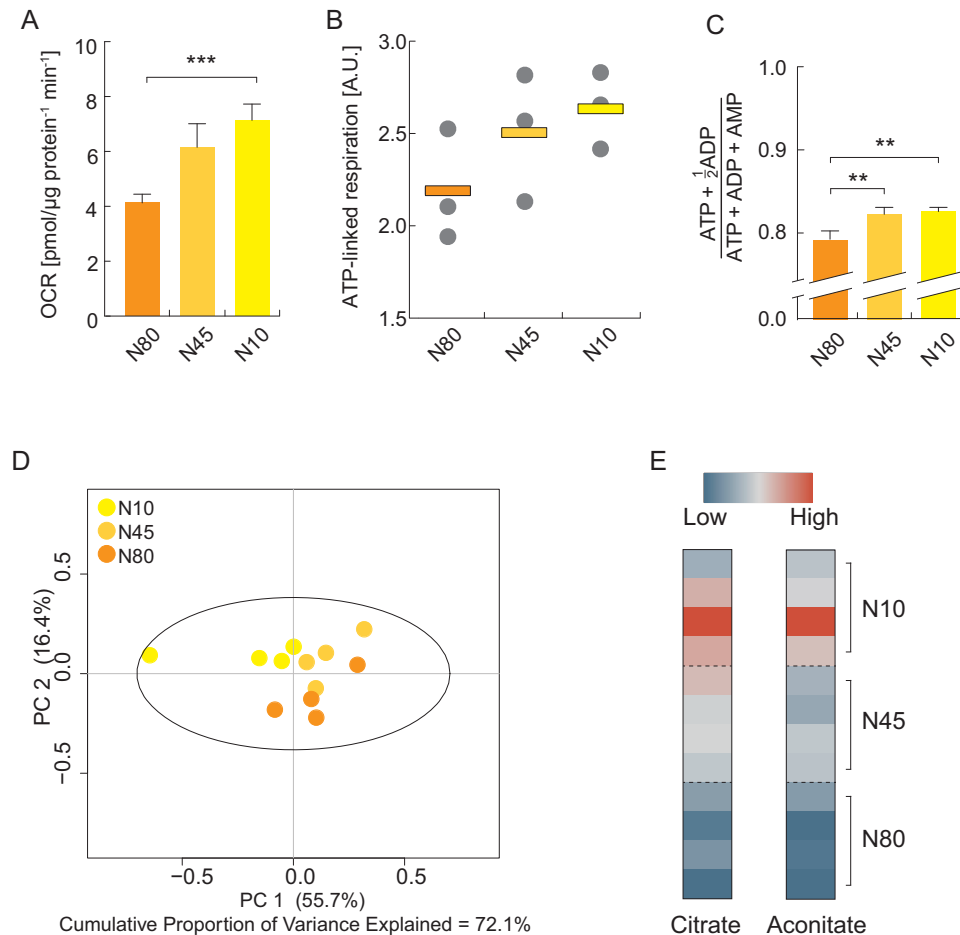 A
OCR [pmol/µg protein⁻¹ min⁻¹]
10
8
6
4
2
0
***
N80
N45
N10
B
ATP-linked respiration [A.U.]
3.0
2.5
2.0
1.5
N80
N45
N10
C
ATP + ½ADP
ATP + ADP + AMP
1.0
0.9
0.8
0.0
**
**
N80
N45
N10
D
N10
N45
N80
PC 2 (16.4%)
0.5
0.0
−0.5
−0.5
0.0
0.5
PC 1 (55.7%)
Cumulative Proportion of Variance Explained = 72.1%
E
Low
High
N10
N45
N80
Citrate
Aconitate